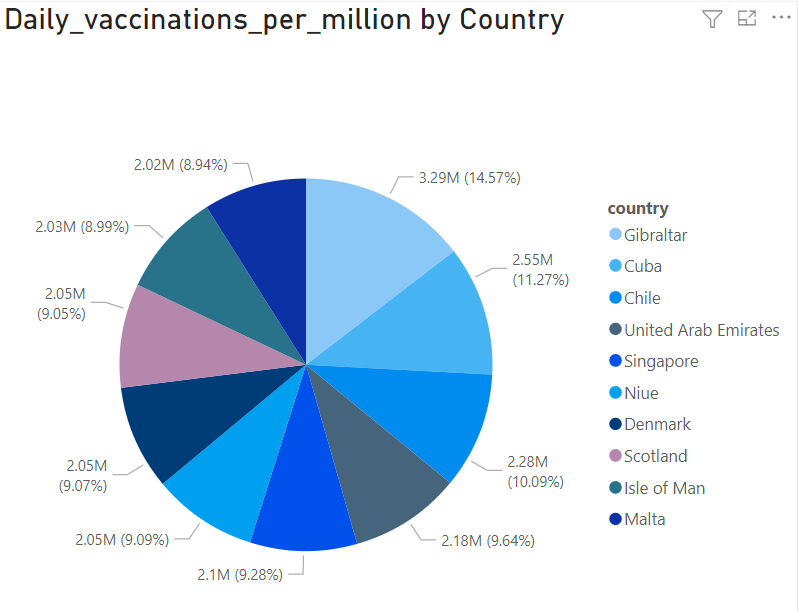 Daily_vaccinations_per_million by Country
2.02M (8.94%)
3.29M (14.57%)
2.03M (8.99%)
2.55M
(11.27%)
2.05M
(9.05%)
2.05M
(9.07%)
2.28M
(10.09%)
2.05M (9.09%)
2.18M (9.64%)
2.1M (9.28%)
country
Gibraltar
Cuba
Chile
United Arab Emirates
Singapore
Niue
Denmark
Scotland
Isle of Man
Malta